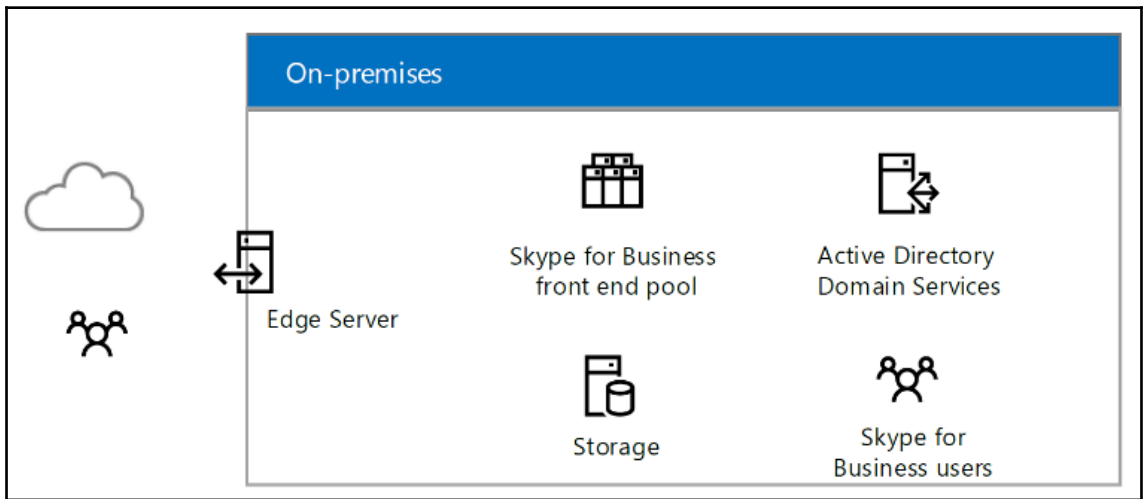 On-premises
Skype for Business
front end pool
Active Directory
Domain Services
Edge Server
Storage
Skype for
Business users